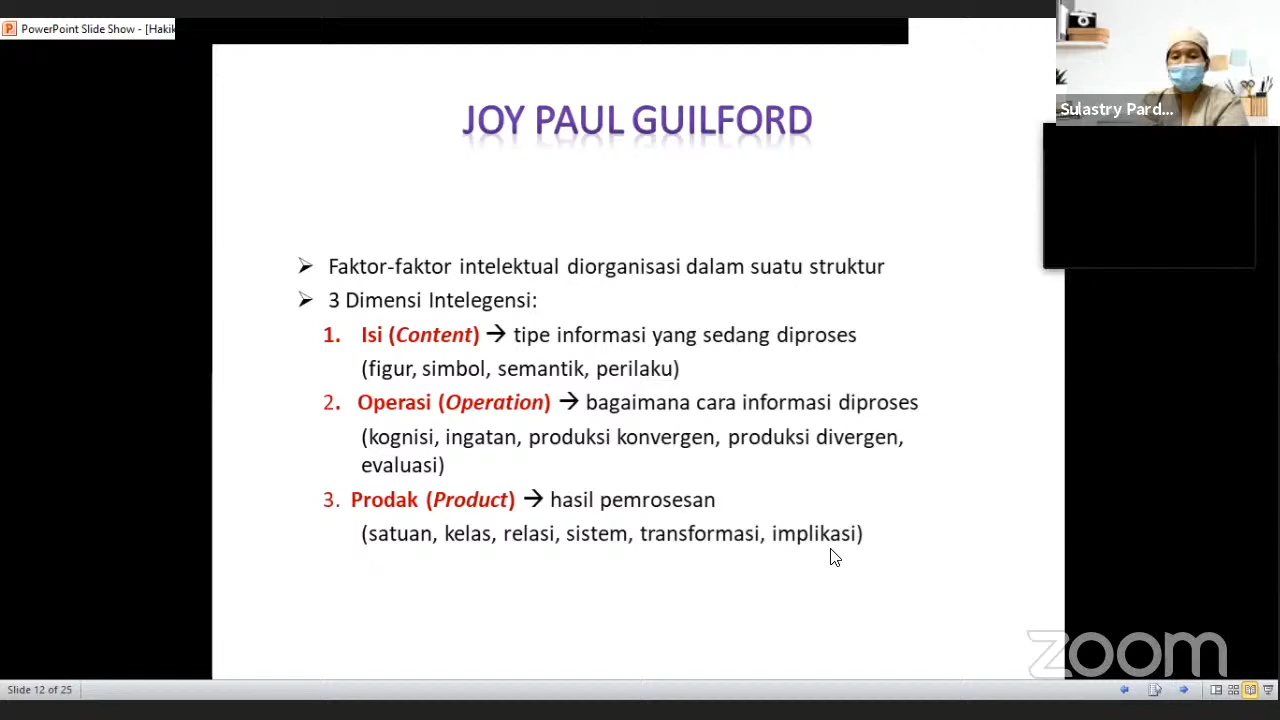 PowerPoint Slide Show - [Hakik
Sulastry Pard...
JOY PAUL GUILFORD
➢ Faktor-faktor intelektual diorganisasi dalam suatu struktur
➢ 3 Dimensi Intelegensi:
1. Isi (Content) → tipe informasi yang sedang diproses
(figur, simbol, semantik, perilaku)
2. Operasi (Operation) → bagaimana cara informasi diproses
(kognisi, ingatan, produksi konvergen, produksi divergen,
evaluasi)
3. Prodak (Product) → hasil pemrosesan
(satuan, kelas, relasi, sistem, transformasi, implikasi)
zoom
Slide 12 of 25